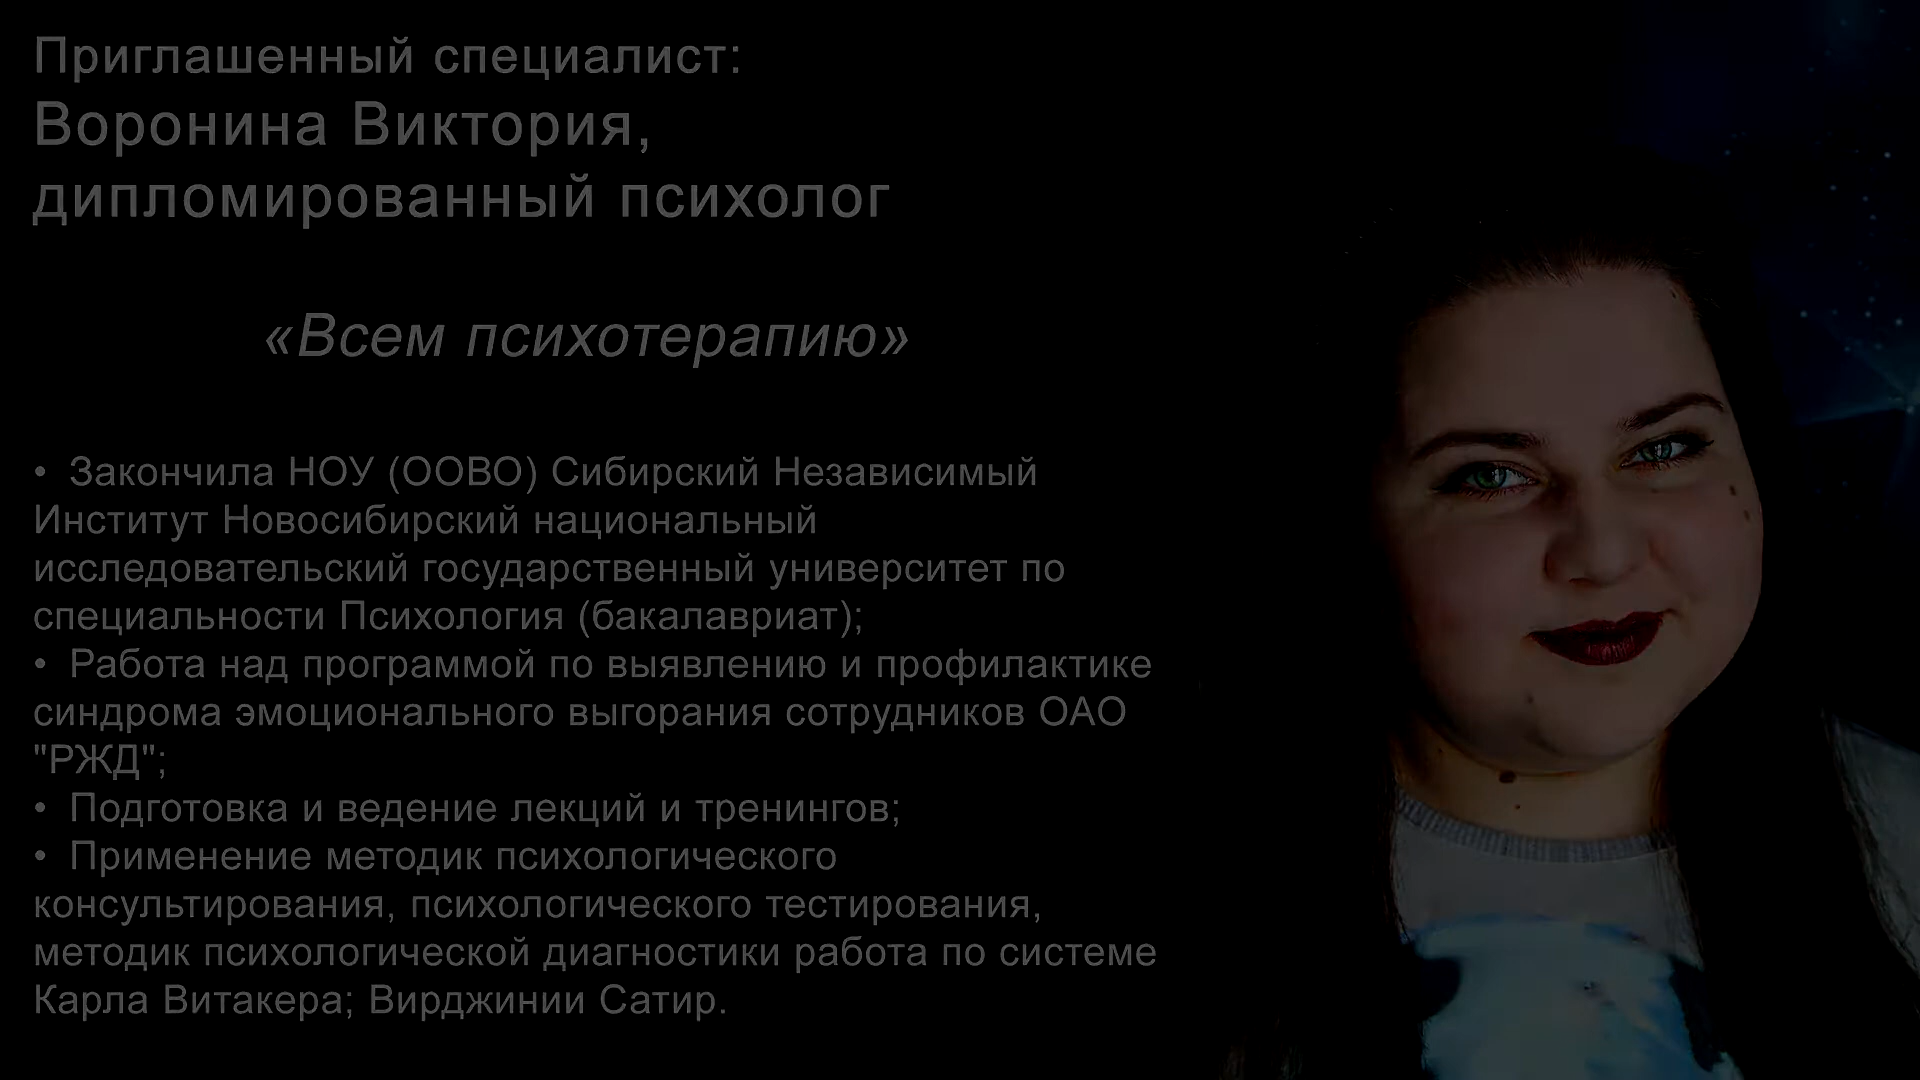 Приглашенный специалист:
Воронина Виктория,
дипломированный психолог
«Всем психотерапию»
• Закончила НОУ (ООВО) Сибирский Независимый
Институт Новосибирский национальный
исследовательский государственный университет по
специальности Психология (бакалавриат);
• Работа над программой по выявлению и профилактике
синдрома эмоционального выгорания сотрудников ОАО
"РЖД";
• Подготовка и ведение лекций и тренингов;
• Применение методик психологического
консультирования, психологического тестирования,
методик психологической диагностики работа по системе
Карла Витакера; Вирджинии Сатир.